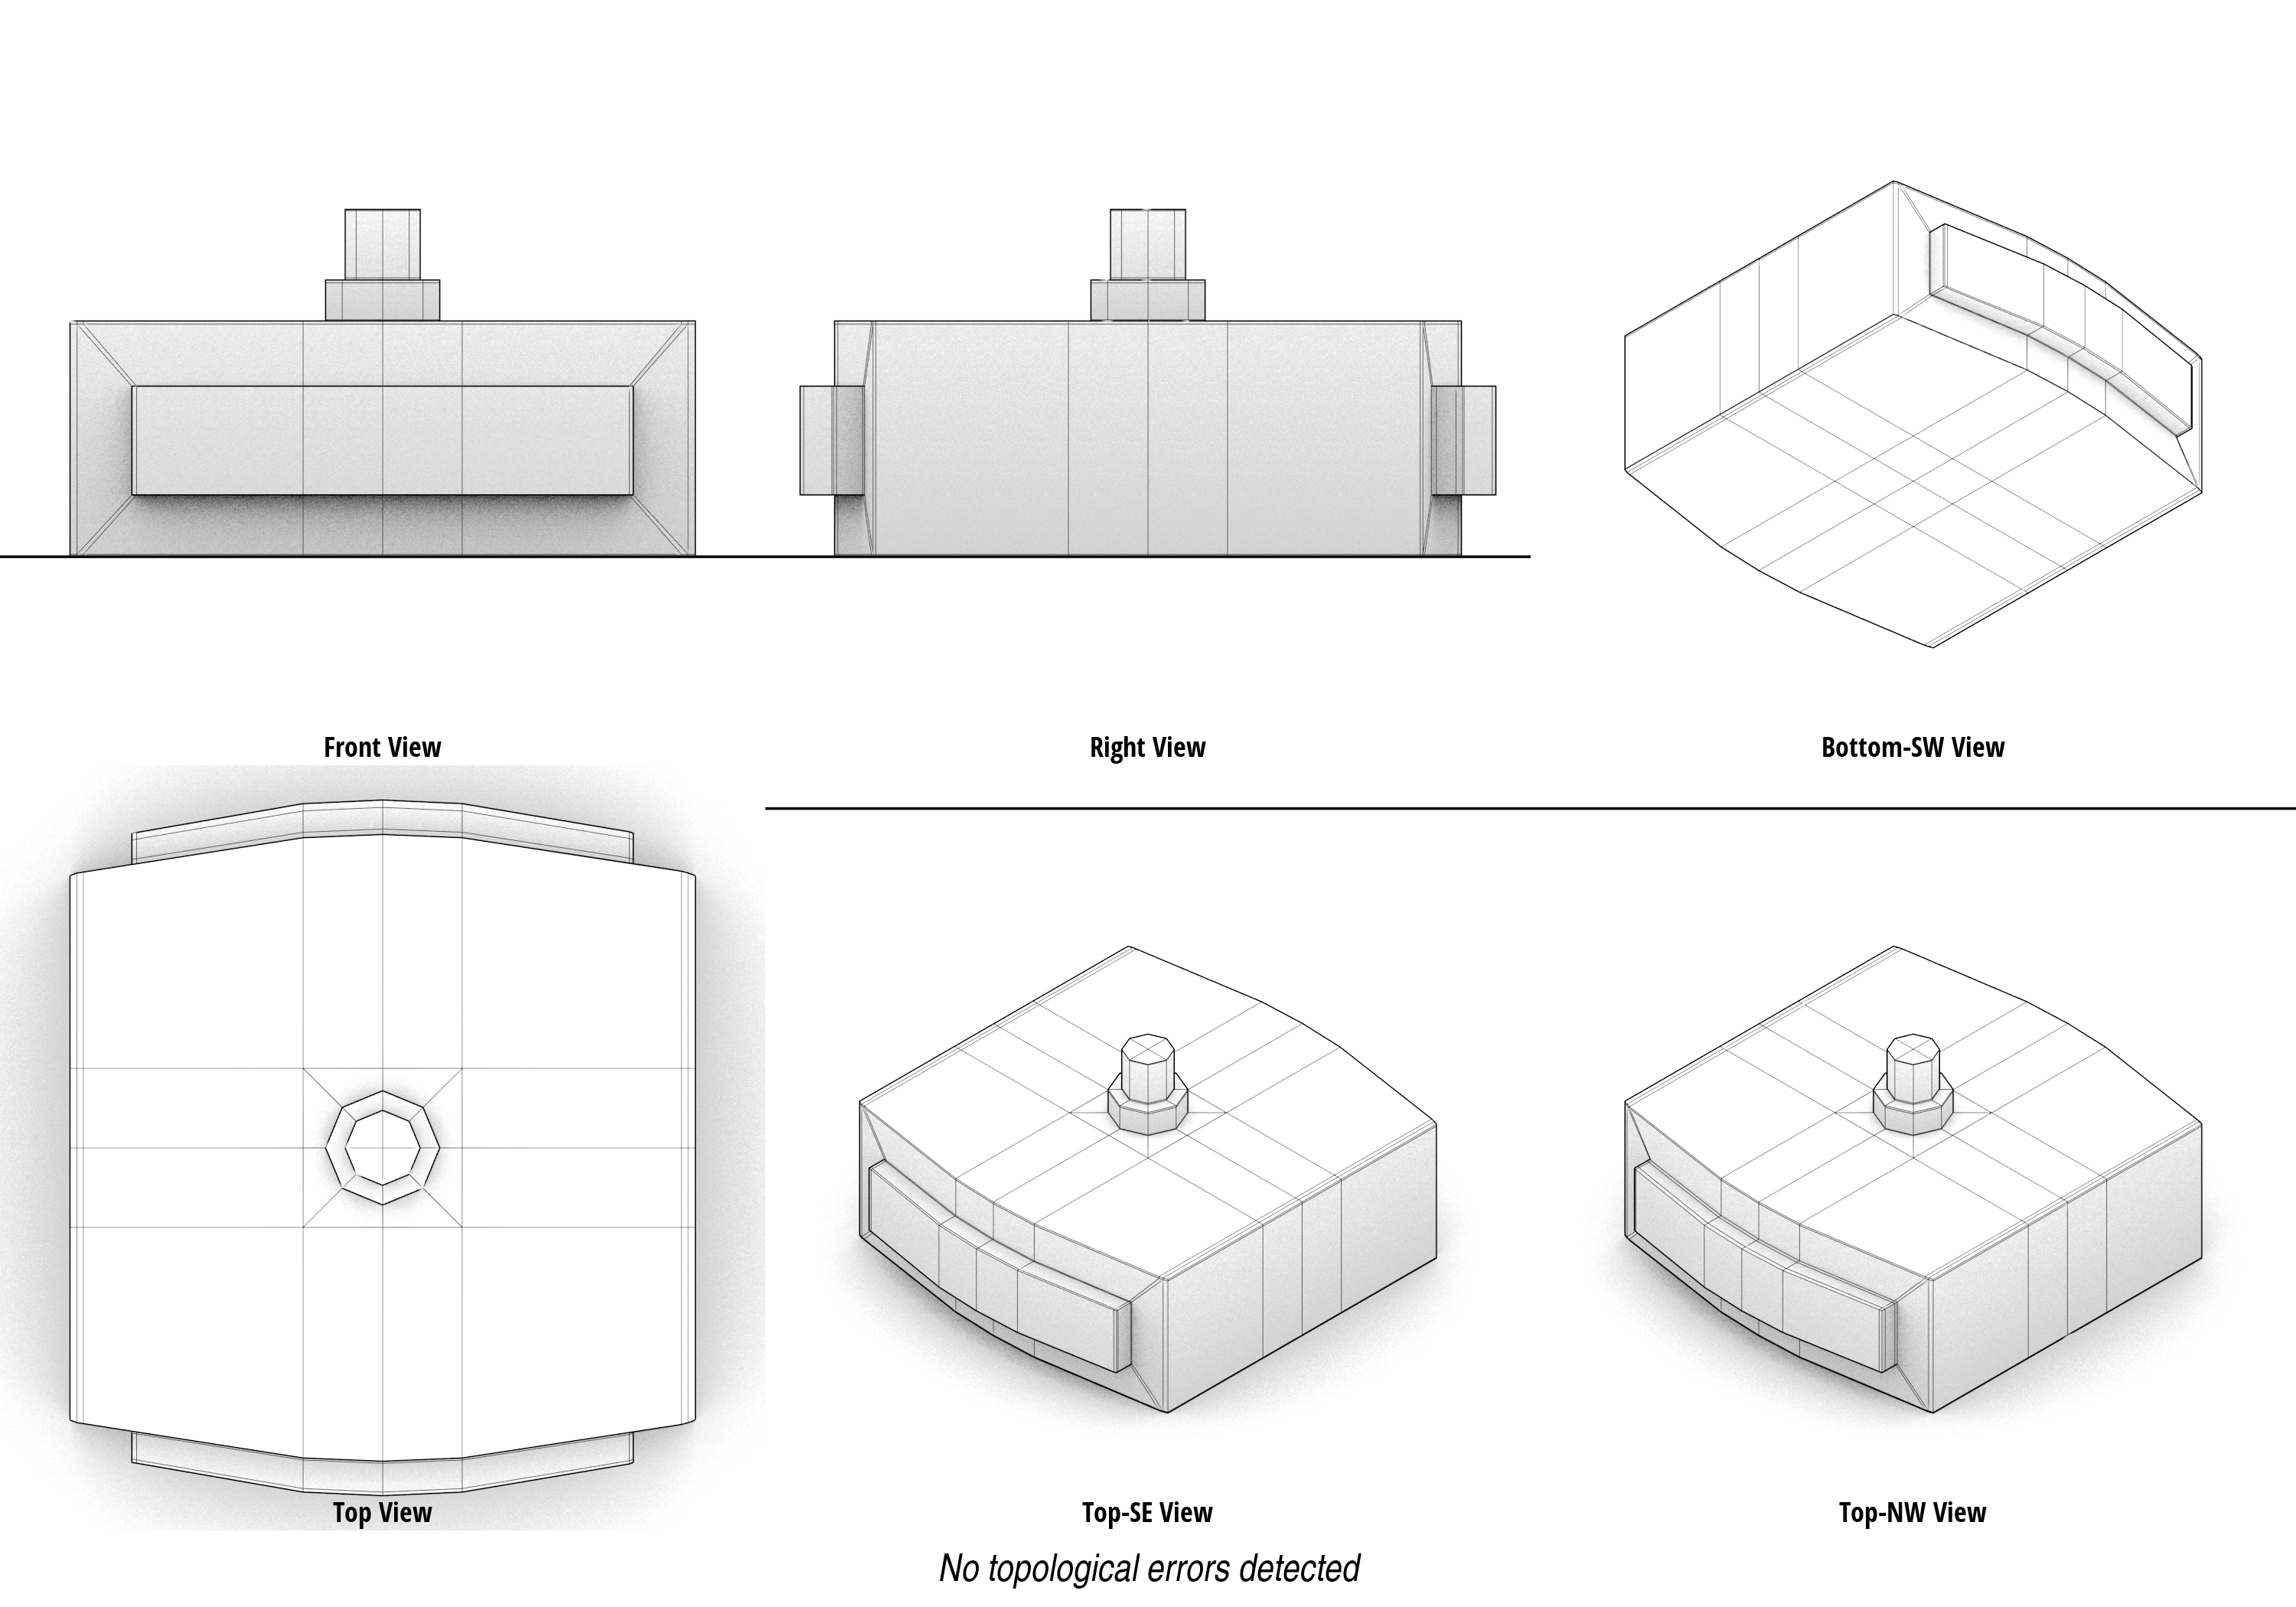 Front View
Right View
Bottom-SW View
Top View
Top-SE View
Top-NW View
No topological errors detected